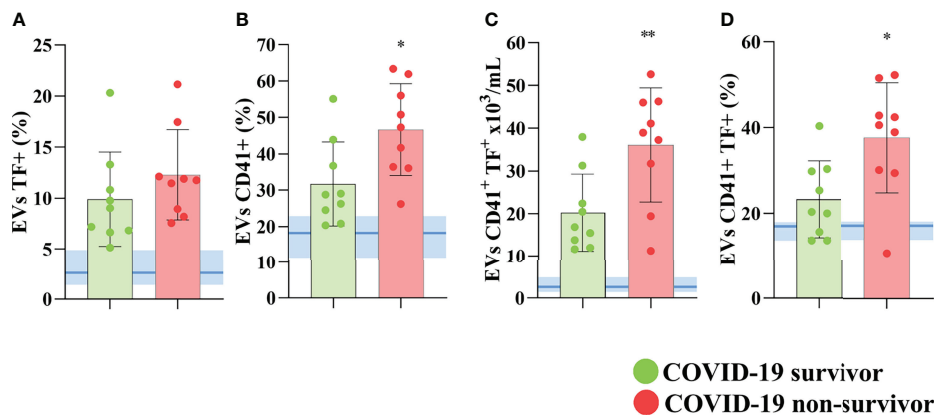 A
EVs TF+ (%)
25
20
15
10
5
0
B
*
EVs CD41+ (%)
70
60
50
40
30
20
10
0
C
**
EVs CD41⁺ TF⁺ x10³/mL
60
50
40
30
20
10
0
D
*
EVs CD41+ TF+ (%)
60
40
20
0
COVID-19 survivor
COVID-19 non-survivor